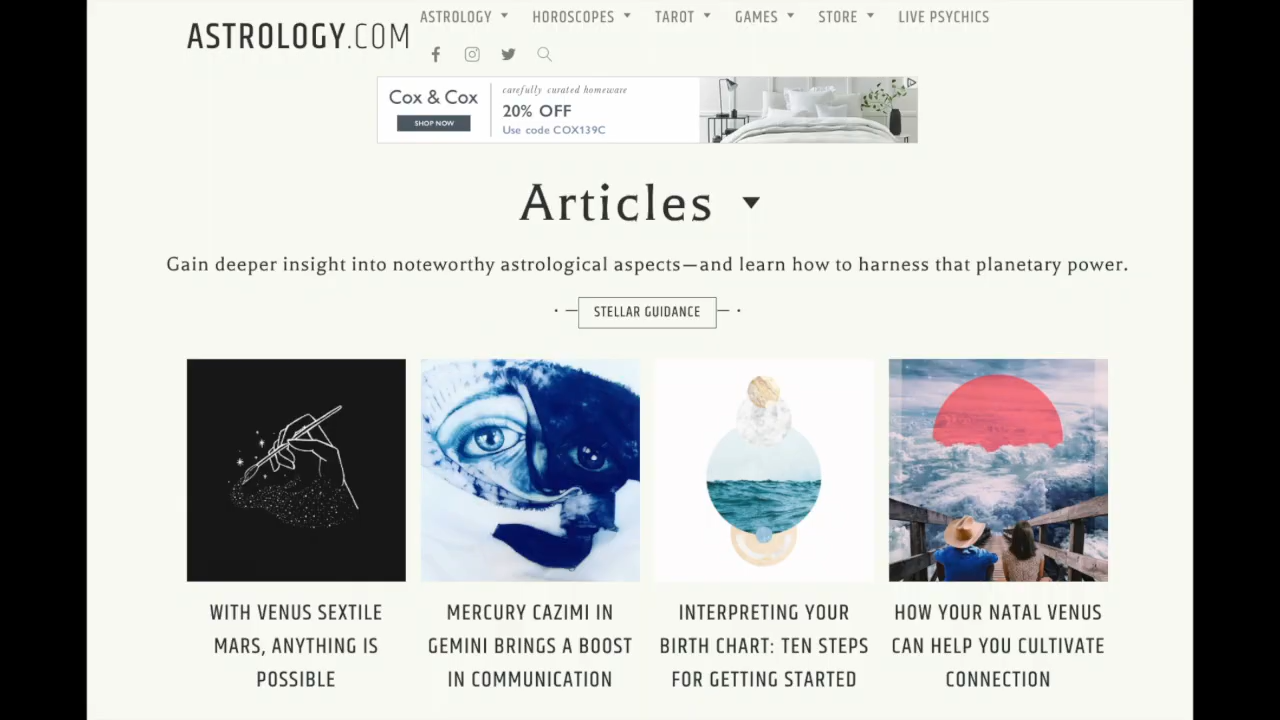 ASTROLOGY.COM
ASTROLOGY HOROSCOPES TAROT GAMES STORE LIVE PSYCHICS
Cox & Cox
SHOP NOW
carefully curated homeware
20% OFF
Use code COX139C
Articles
Gain deeper insight into noteworthy astrological aspects—and learn how to harness that planetary power.
STELLAR GUIDANCE
WITH VENUS SEXTILE
MARS, ANYTHING IS
POSSIBLE
MERCURY CAZIMI IN
GEMINI BRINGS A BOOST
IN COMMUNICATION
INTERPRETING YOUR
BIRTH CHART: TEN STEPS
FOR GETTING STARTED
HOW YOUR NATAL VENUS
CAN HELP YOU CULTIVATE
CONNECTION